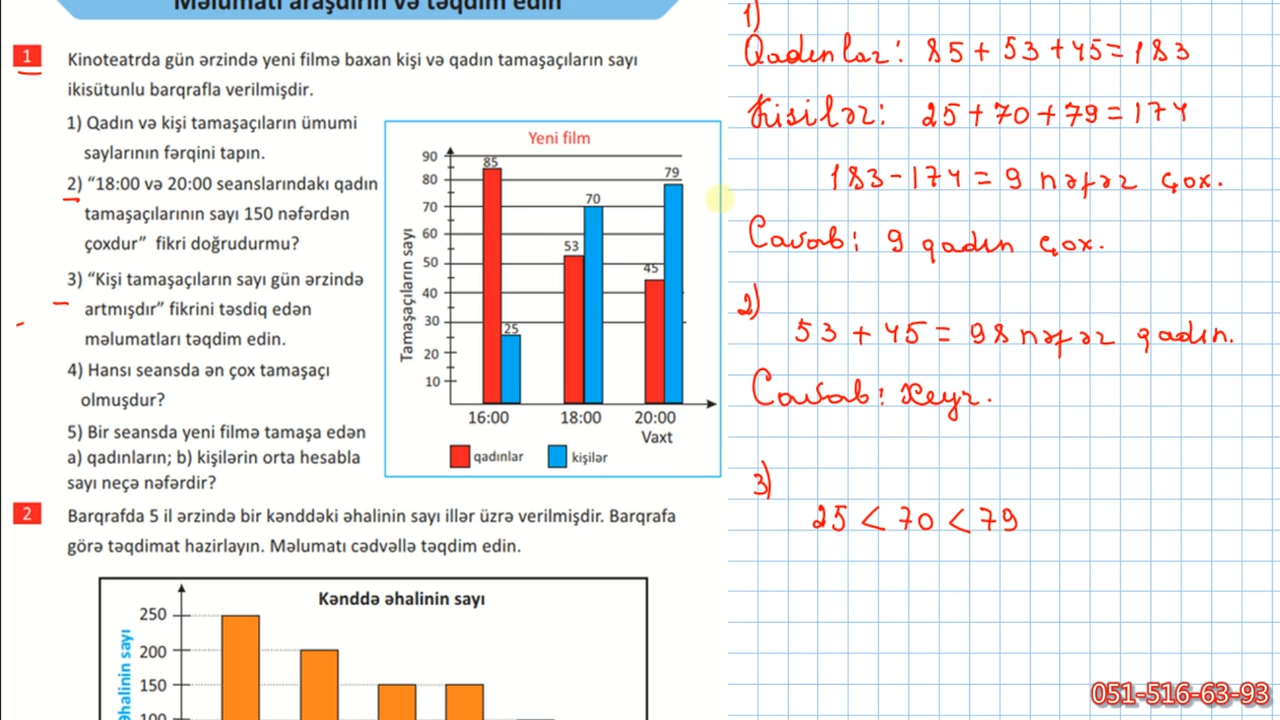 Məlumatı araşdırın və təqdim edin
1
Kinoteatrda gün ərzində yeni filmə baxan kişi və qadın tamaşaçıların sayı
ikisütunlu barqrafla verilmişdir.
1) Qadın və kişi tamaşaçıların ümumi
saylarının fərqini tapın.
2) “18:00 və 20:00 seanslarındakı qadın
tamaşaçılarının sayı 150 nəfərdən
çoxdur” fikri doğrudurmu?
3) “Kişi tamaşaçıların sayı gün ərzində
artmışdır” fikrini təsdiq edən
məlumatları təqdim edin.
4) Hansı seansda ən çox tamaşaçı
olmuşdur?
5) Bir seansda yeni filmə tamaşa edən
a) qadınların; b) kişilərin orta hesabla
sayı neçə nəfərdir?
Yeni film
Tamaşaçıların sayı
90
80
70
60
50
40
30
20
10
85
25
53
70
45
79
16:00 18:00 20:00
Vaxt
qadınlar kişilər
2
Barqrafda 5 il ərzində bir kənddəki əhalinin sayı illər üzrə verilmişdir. Barqrafa
görə təqdimat hazirlayın. Məlumatı cədvəllə təqdim edin.
Kənddə əhalinin sayı
əhalinin sayı
250
200
150
100
1)
Qadınlar: 85+53+45=183
Kişilər: 25+70+79=174
183-174=9 nəfər çox.
Cavab: 9 qadın çox.
2)
53+45=98 nəfər qadın.
Cavab: Xeyr.
3)
25<70<79
051-516-63-93